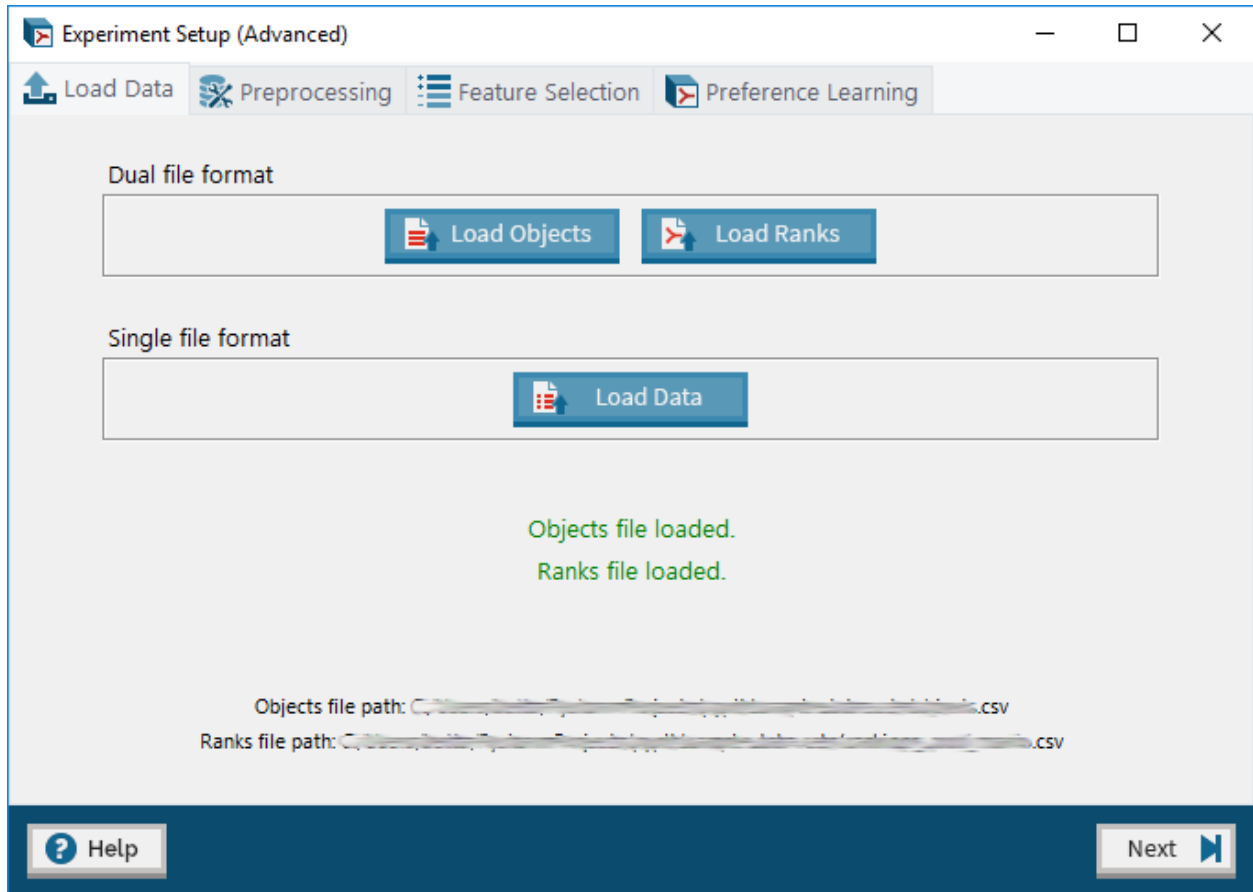 Experiment Setup (Advanced)
Load Data Preprocessing Feature Selection Preference Learning
Dual file format
Load Objects Load Ranks
Single file format
Load Data
Objects file loaded.
Ranks file loaded.
Objects file path: .csv
Ranks file path: .csv
Help Next